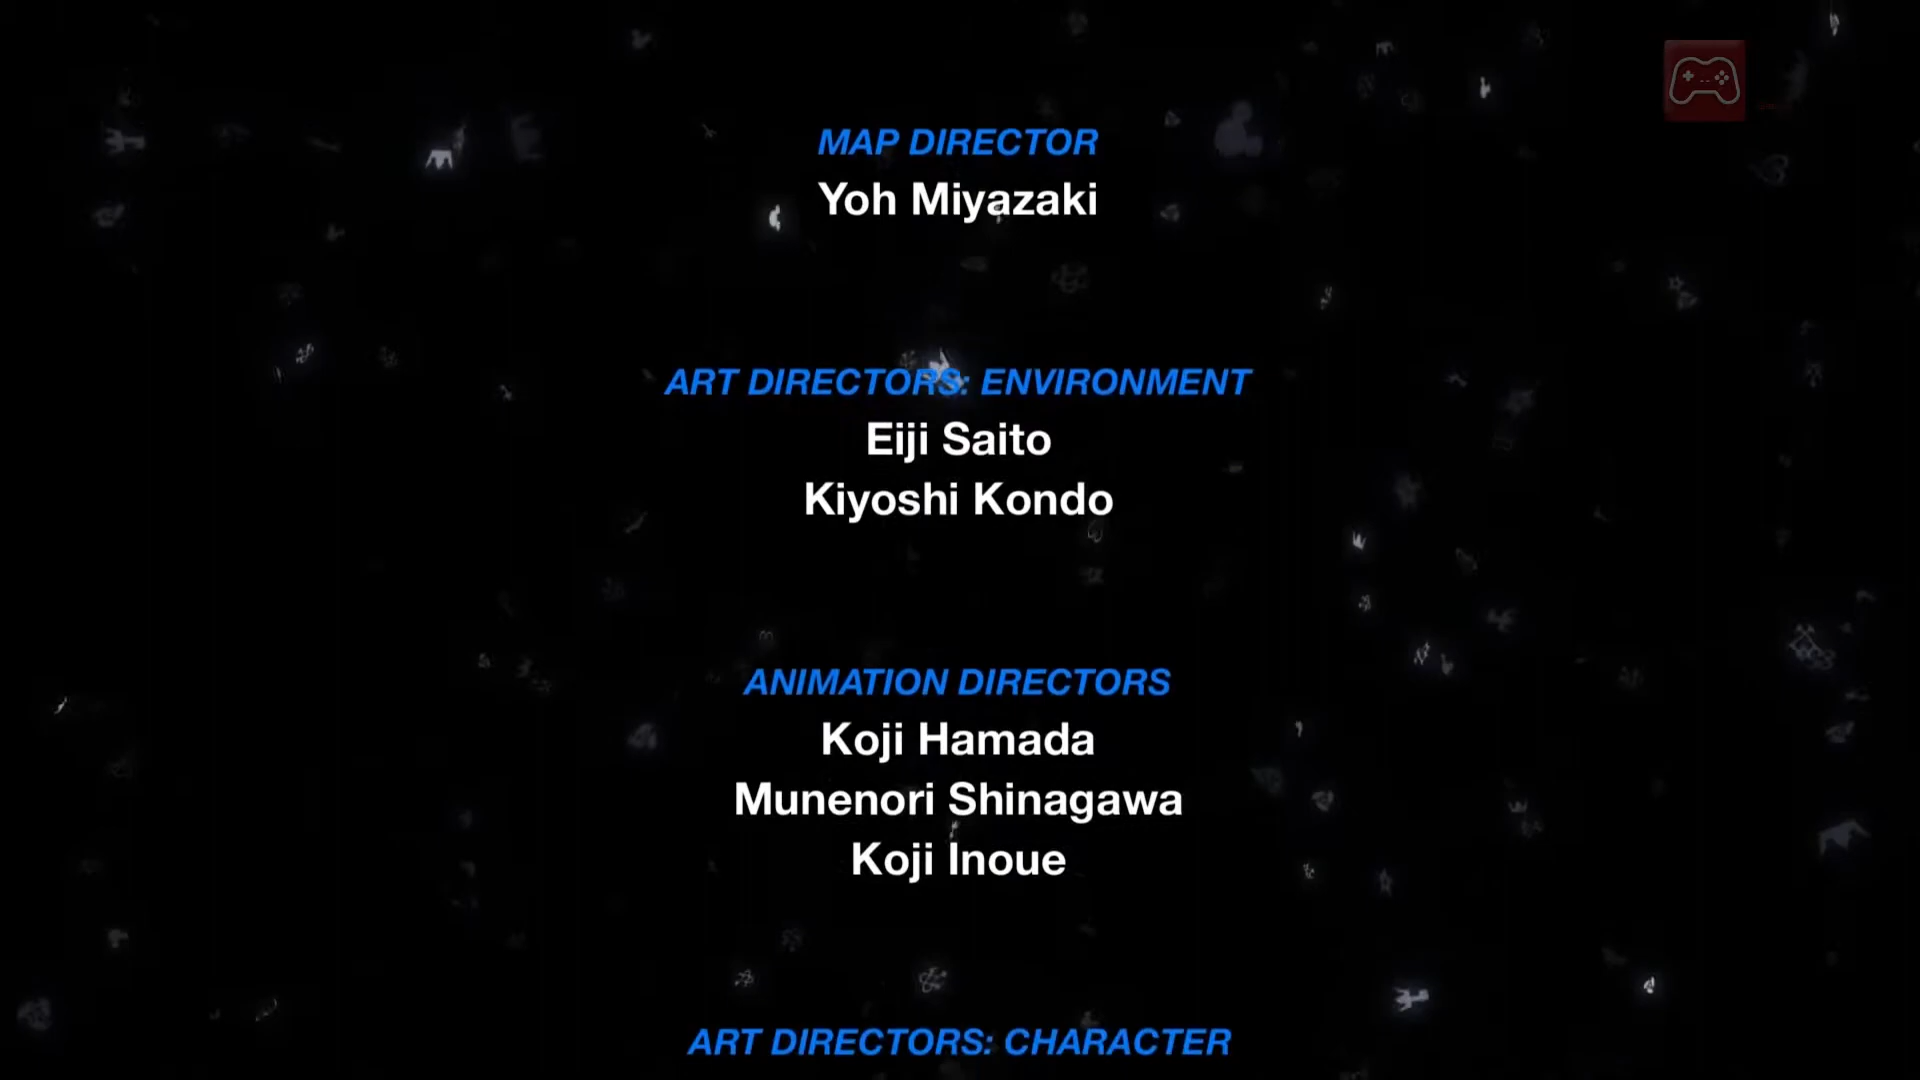 MAP DIRECTOR
Yoh Miyazaki
ART DIRECTORS: ENVIRONMENT
Eiji Saito
Kiyoshi Kondo
ANIMATION DIRECTORS
Koji Hamada
Munenori Shinagawa
Koji Inoue
ART DIRECTORS: CHARACTER